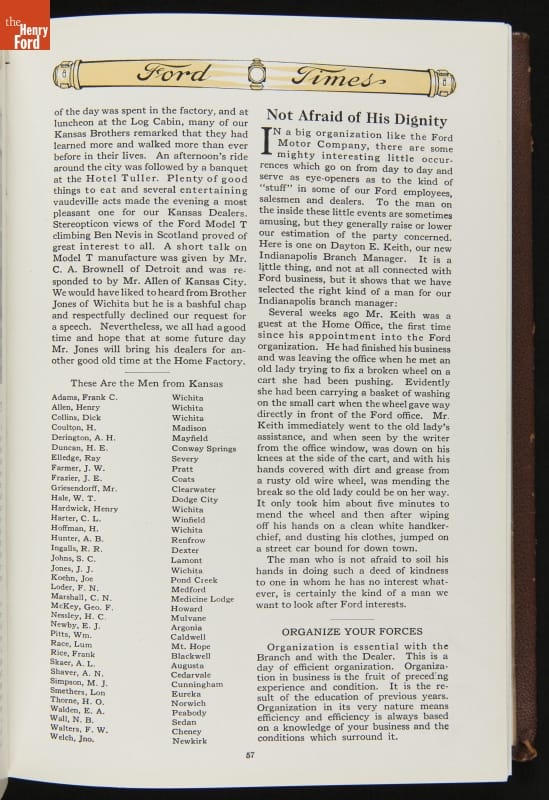 the
Henry
Ford
Ford Times
of the day was spent in the factory, and at
luncheon at the Log Cabin, many of our
Kansas Brothers remarked that they had
learned more and walked more than ever
before in their lives. An afternoon's ride
around the city was followed by a banquet
at the Hotel Tuller. Plenty of good
things to eat and several entertaining
vaudeville acts made the evening a most
pleasant one for our Kansas Dealers.
Stereopticon views of the Ford Model T
climbing Ben Nevis in Scotland proved of
great interest to all. A short talk on
Model T manufacture was given by Mr.
C. A. Brownell of Detroit and was re-
sponded to by Mr. Allen of Kansas City.
We would have liked to heard from Brother
Jones of Wichita but he is a bashful chap
and respectfully declined our request for
a speech. Nevertheless, we all had a good
time and hope that at some future day
Mr. Jones will bring his dealers for an-
other good old time at the Home Factory.
These Are the Men from Kansas
Adams, Frank C. Wichita
Allen, Henry Wichita
Collins, Dick Wichita
Coulton, H. Madison
Derington, A. H. Mayfield
Duncan, H. E. Conway Springs
Elledge, Ray Severy
Farmer, J. W. Pratt
Frazier, J. E. Coats
Griesendorff, Mr. Clearwater
Hale, W. T. Dodge City
Hardwick, Henry Wichita
Harter, C. L. Winfield
Hoffman, H. Wichita
Hunter, A. B. Renfrow
Ingalls, R. R. Dexter
Johns, S. C. Lamont
Jones, J. J. Wichita
Koehn, Joe Pond Creek
Loder, F. N. Medford
Marshall, C. N. Medicine Lodge
McKey, Geo. F. Howard
Nessley, H. C. Mulvane
Newby, E. J. Argonia
Pitts, Wm. Caldwell
Race, Lum Mt. Hope
Rice, Frank Blackwell
Skaer, A. L. Augusta
Shaver, A. N. Cedarvale
Simpson, M. J. Cunningham
Smethers, Lon Eureka
Thorne, H. O. Norwich
Walden, E. A. Peabody
Wall, N. B. Sedan
Walters, F. W. Cheney
Welch, Jno. Newkirk
Not Afraid of His Dignity
IN a big organization like the Ford
Motor Company, there are some
mighty interesting little occur-
rences which go on from day to day and
serve as eye-openers as to the kind of
"stuff" in some of our Ford employees,
salesmen and dealers. To the man on
the inside these little events are sometimes
amusing, but they generally raise or lower
our estimation of the party concerned.
Here is one on Dayton E. Keith, our new
Indianapolis Branch Manager. It is a
little thing, and not at all connected with
Ford business, but it shows that we have
selected the right kind of a man for our
Indianapolis branch manager:
Several weeks ago Mr. Keith was a
guest at the Home Office, the first time
since his appointment into the Ford
organization. He had finished his business
and was leaving the office when he met an
old lady trying to fix a broken wheel on a
cart she had been pushing. Evidently
she had been carrying a basket of washing
on the small cart when the wheel gave way
directly in front of the Ford office. Mr.
Keith immediately went to the old lady's
assistance, and when seen by the writer
from the office window, was down on his
knees at the side of the cart, and with his
hands covered with dirt and grease from
a rusty old wire wheel, was mending the
break so the old lady could be on her way.
It only took him about five minutes to
mend the wheel and then after wiping
off his hands on a clean white handker-
chief, and dusting his clothes, jumped on
a street car bound for down town.
The man who is not afraid to soil his
hands in doing such a deed of kindness
to one in whom he has no interest what-
ever, is certainly the kind of a man we
want to look after Ford interests.
ORGANIZE YOUR FORCES
Organization is essential with the
Branch and with the Dealer. This is a
day of efficient organization. Organiza-
tion in business is the fruit of preceding
experience and condition. It is the re-
sult of the education of previous years.
Organization in its very nature means
efficiency and efficiency is always based
on a knowledge of your business and the
conditions which surround it.
57